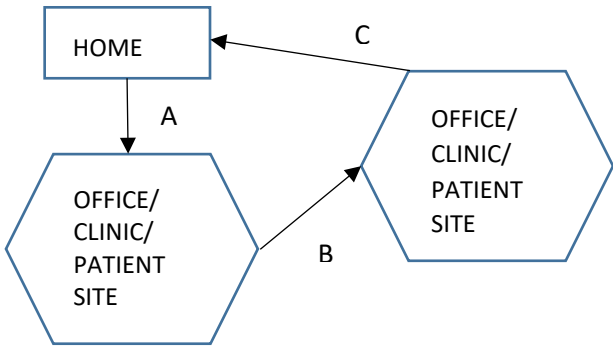 HOME
C
A
OFFICE/
CLINIC/
PATIENT
SITE
OFFICE/
CLINIC/
PATIENT
SITE
B